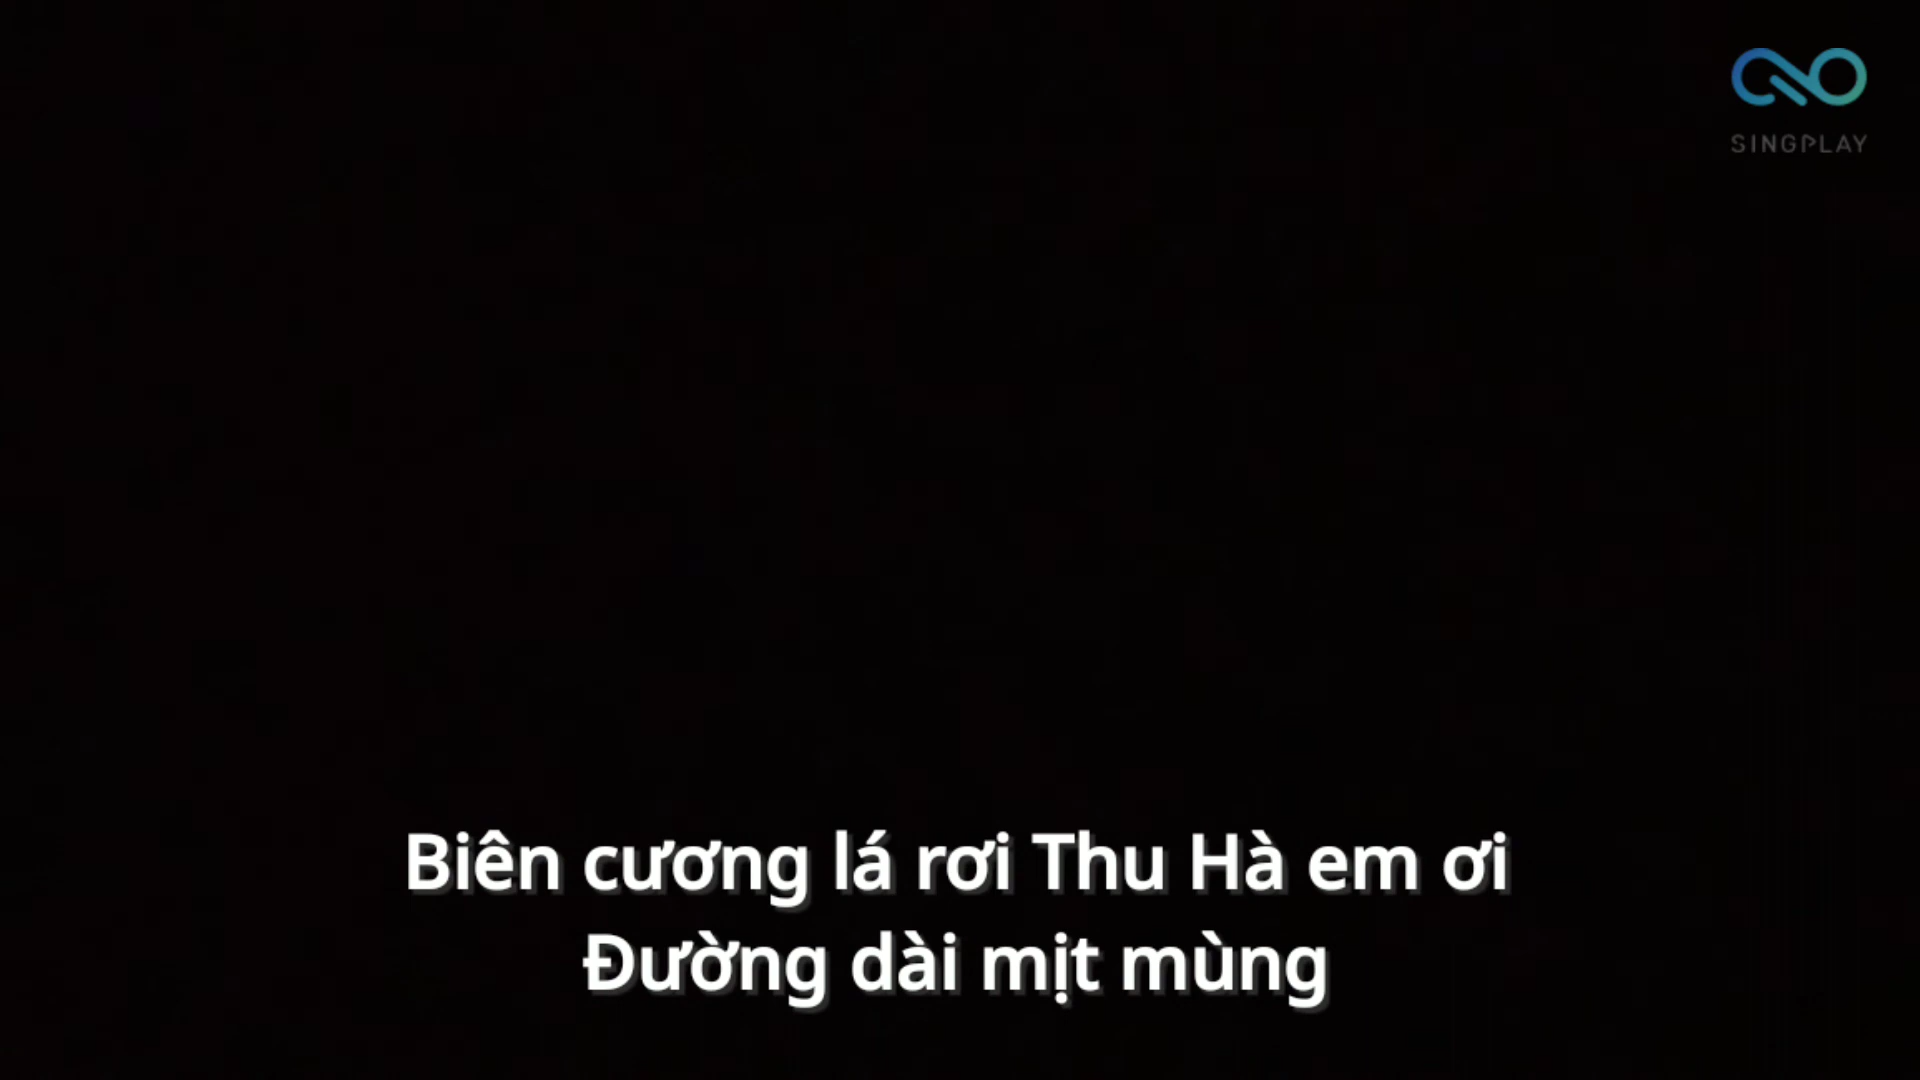 SINGPLAY
Biên cương lá rơi Thu Hà em ơi
Đường dài mịt mùng